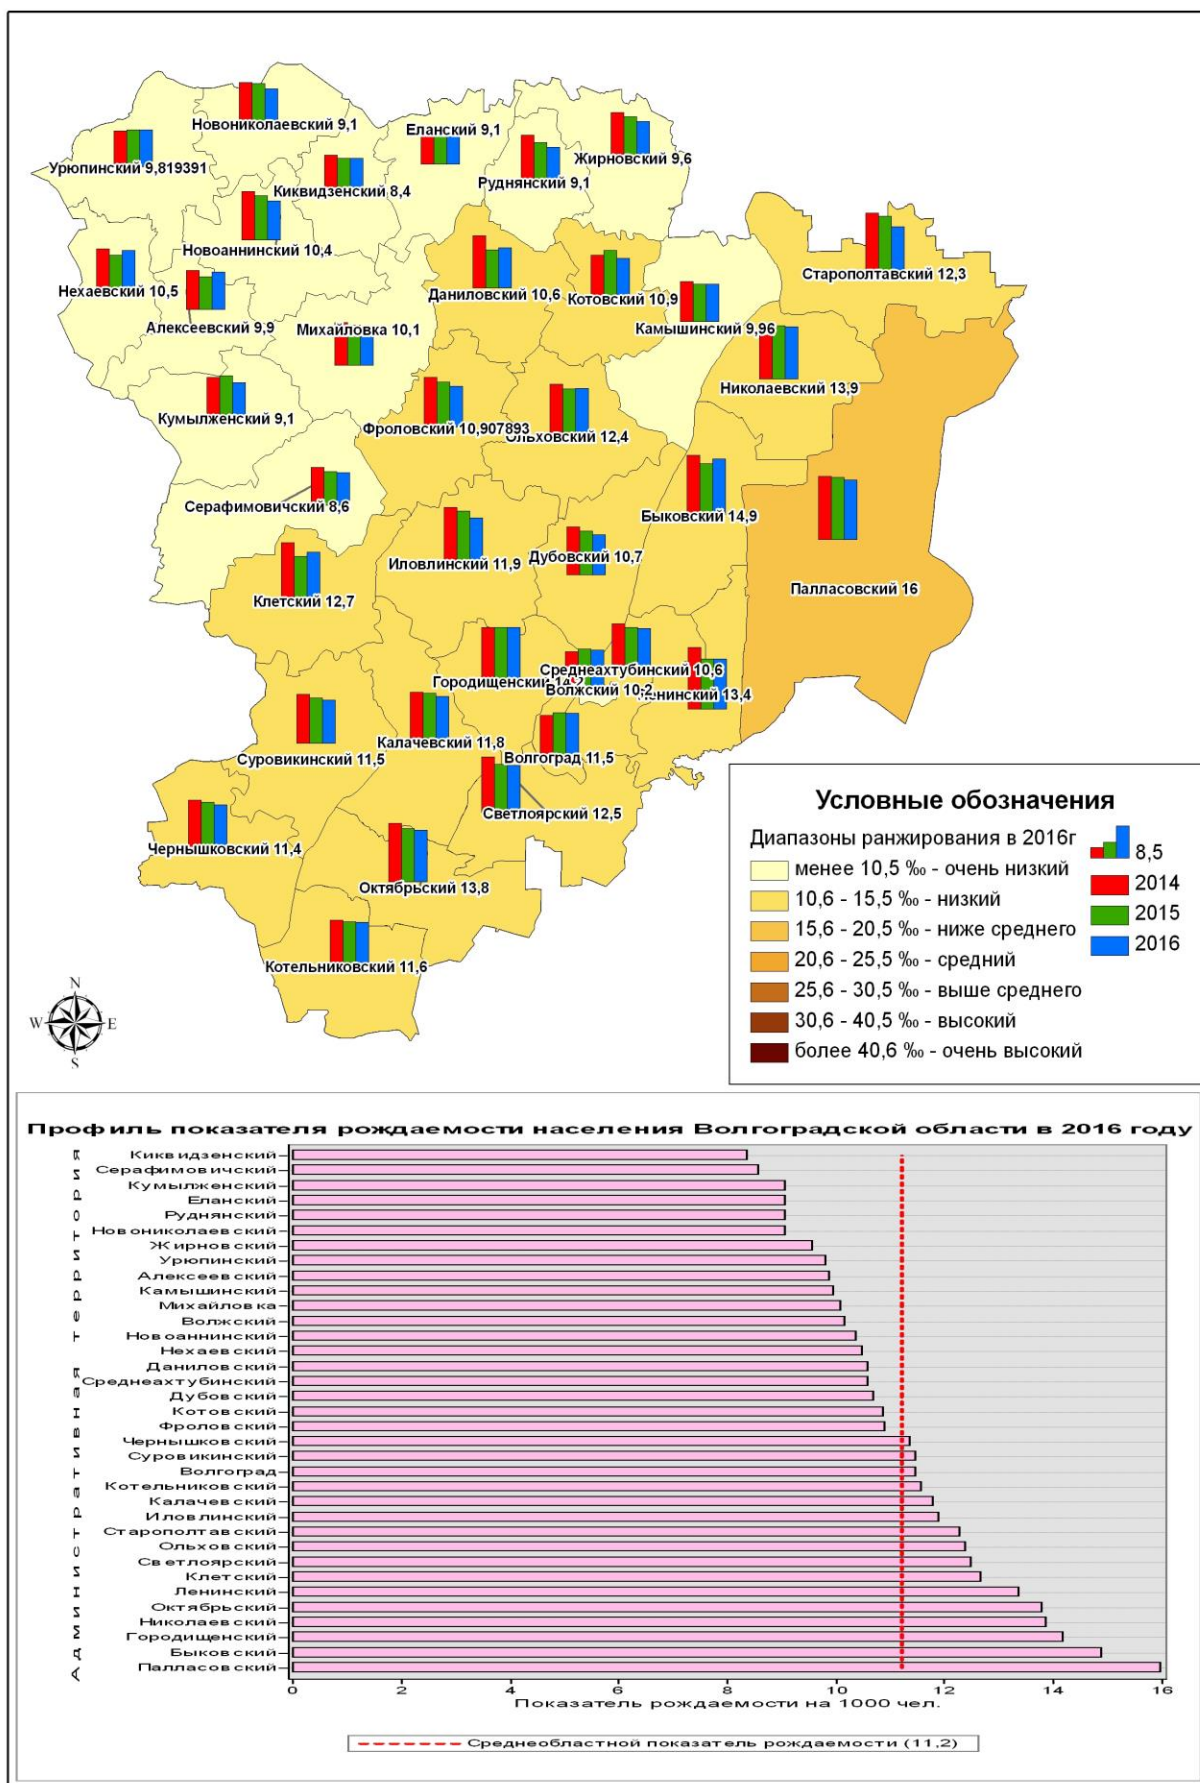 Новониколаевский 9,1
Еланский 9,1
Жирновский 9,6
Урюпинский 9,819391
Киквидзенский 8,4
Руднянский 9,1
Новоаннинский 10,4
Старополтавский 12,3
Нехаевский 10,5
Даниловский 10,6
Котовский 10,9
Алексеевский 9,9
Михайловка 10,1
Камышинский 9,96
Николаевский 13,9
Кумылженский 9,1
Фроловский 10,907893
Ольховский 12,4
Серафимовичский 8,6
Быковский 14,9
Иловлинский 11,9
Дубовский 10,7
Палласовский 16
Клетский 12,7
Среднеахтубинский 10,6
Городищенский 14,2
Волжский 10,2
Ленинский 13,4
Суровикинский 11,5
Калачевский 11,8
Волгоград 11,5
Светлоярский 12,5
Чернышковский 11,4
Октябрьский 13,8
Котельниковский 11,6
N
W E
S
Условные обозначения
Диапазоны ранжирования в 2016г
менее 10,5 ‰ - очень низкий
10,6 - 15,5 ‰ - низкий
15,6 - 20,5 ‰ - ниже среднего
20,6 - 25,5 ‰ - средний
25,6 - 30,5 ‰ - выше среднего
30,6 - 40,5 ‰ - высокий
более 40,6 ‰ - очень высокий
8,5
2014
2015
2016
Профиль показателя рождаемости населения Волгоградской области в 2016 году
Административная территория
Киквидзенский
Серафимовичский
Кумылженский
Еланский
Руднянский
Новониколаевский
Жирновский
Урюпинский
Алексеевский
Камышинский
Михайловка
Волжский
Новоаннинский
Нехаевский
Даниловский
Среднеахтубинский
Дубовский
Котовский
Фроловский
Чернышковский
Суровикинский
Волгоград
Котельниковский
Калачевский
Иловлинский
Старополтавский
Ольховский
Светлоярский
Клетский
Ленинский
Октябрьский
Николаевский
Городищенский
Быковский
Палласовский
0 2 4 6 8 10 12 14 16
Показатель рождаемости на 1000 чел.
Среднеобластной показатель рождаемости (11,2)